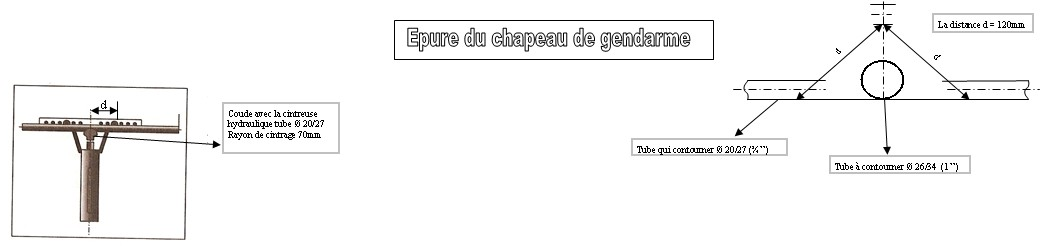 Epure du chapeau de gendarme
La distance d = 120mm
d
d
d
Coude avec la cintreuse
hydraulique tube Ø 20/27
Rayon de cintrage 70mm
Tube qui contourner Ø 20/27 (¾’’)
Tube à contourner Ø 26/34 (1’’)